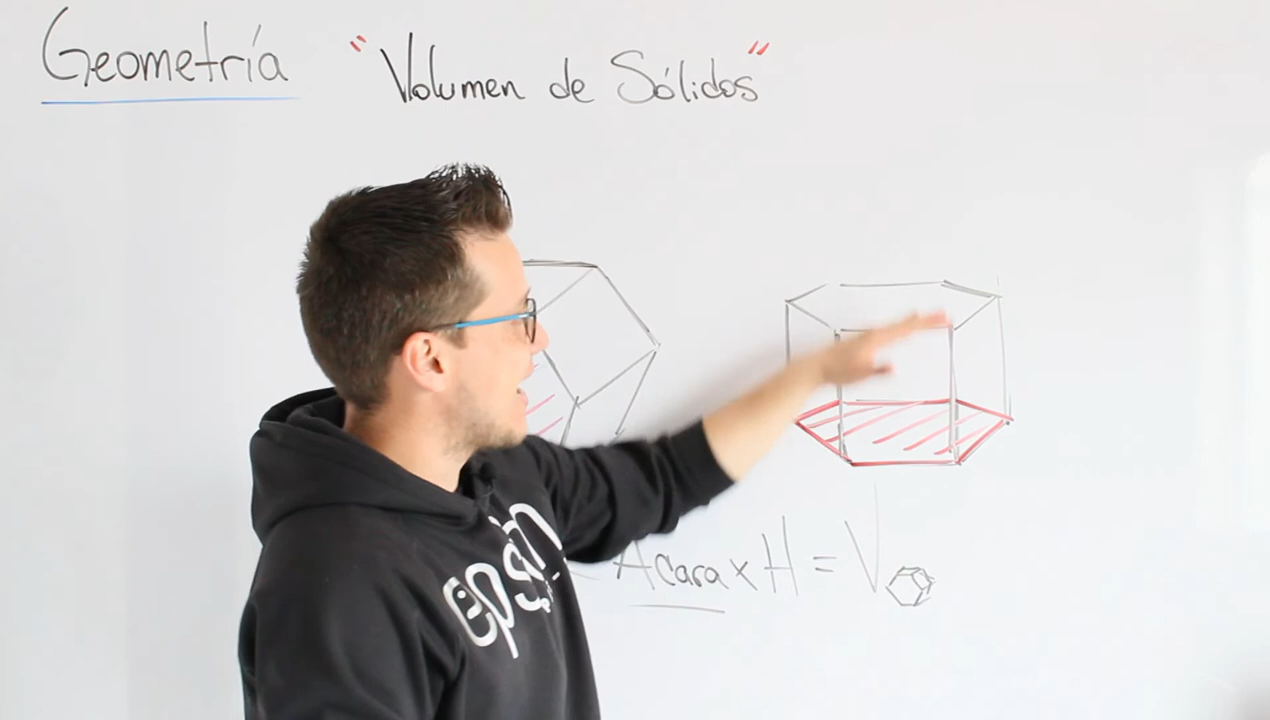 Geometría
"Volumen de Sólidos"
Acara x H = V